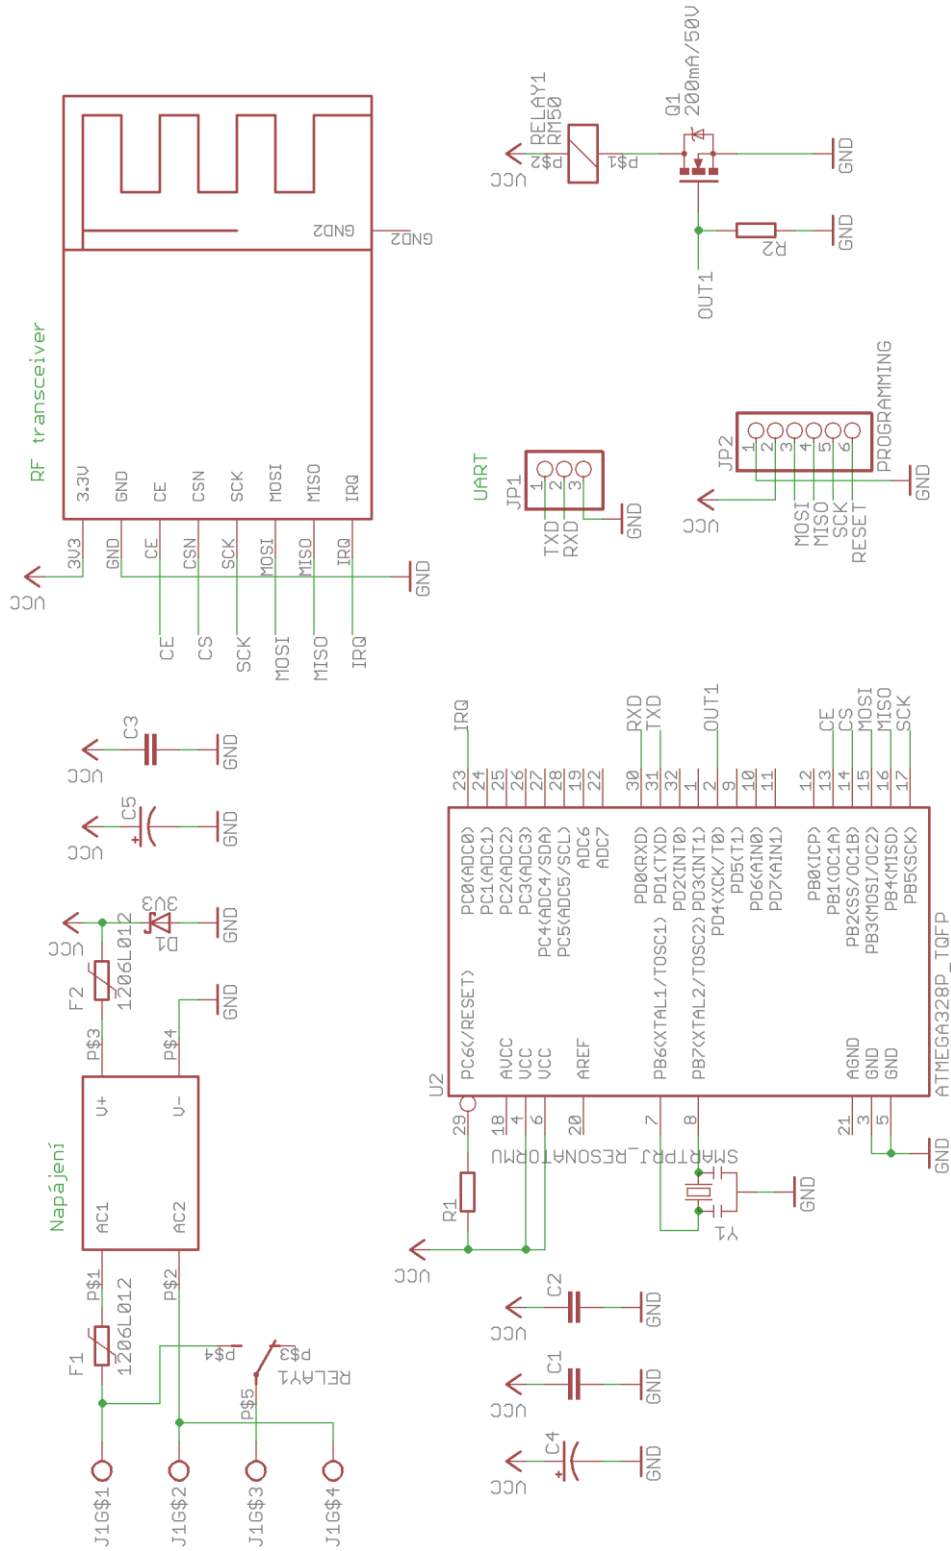 Napájení
J1G$1
J1G$2
J1G$3
J1G$4
F1
1206L012
P$1
P$2
AC1
AC2
V+
V-
P$3
P$4
F2
1206L012
VCC
3V3
D1
GND
GND
P$4
P$3
P$5
RELAY1
VCC
C5
GND
VCC
C3
GND
RF transceiver
VCC
3V3
GND
CE
CSN
SCK
MOSI
MISO
IRQ
3.3V
GND
CE
CSN
SCK
MOSI
MISO
IRQ
CE
CS
SCK
MOSI
MISO
IRQ
GND
GND2
GND2
VCC
C4
GND
VCC
C1
GND
VCC
C2
GND
VCC
R1
Y1
GND
SMARTPRJ_RESONATORMU
U2
29 PC6(/RESET)
18 AVCC
4 VCC
6 VCC
20 AREF
7 PB6(XTAL1/TOSC1)
8 PB7(XTAL2/TOSC2)
21 AGND
3 GND
5 GND
GND
PC0(ADC0) 23 IRQ
PC1(ADC1) 24
PC2(ADC2) 25
PC3(ADC3) 26
PC4(ADC4/SDA) 27
PC5(ADC5/SCL) 28
ADC6 19
ADC7 22
PD0(RXD) 30 RXD
PD1(TXD) 31 TXD
PD2(INT0) 32
PD3(INT1) 1
PD4(XCK/T0) 2 OUT1
PD5(T1) 9
PD6(AIN0) 10
PD7(AIN1) 11
PB0(ICP) 12
PB1(OC1A) 13 CE
PB2(SS/OC1B) 14 CS
PB3(MOSI/OC2) 15 MOSI
PB4(MISO) 16 MISO
PB5(SCK) 17 SCK
ATMEGA328P_TQFP
UART
JP1
TXD 1
RXD 2
3
GND
JP2
1
2
MOSI 3
MISO 4
SCK 5
RESET 6
PROGRAMMING
VCC
GND
VCC
RELAY1
RM50
P$2
P$1
Q1
200mA/50V
OUT1
R2
GND
GND